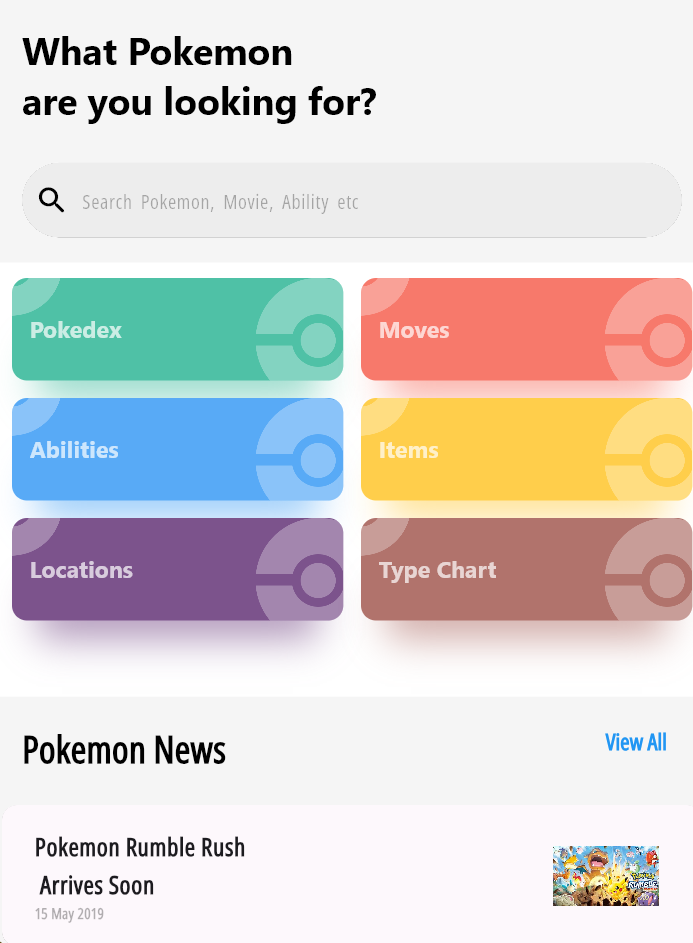 What Pokemon
are you looking for?
Search Pokemon, Movie, Ability etc
Pokedex
Moves
Abilities
Items
Locations
Type Chart
Pokemon News
View All
Pokemon Rumble Rush
Arrives Soon
15 May 2019